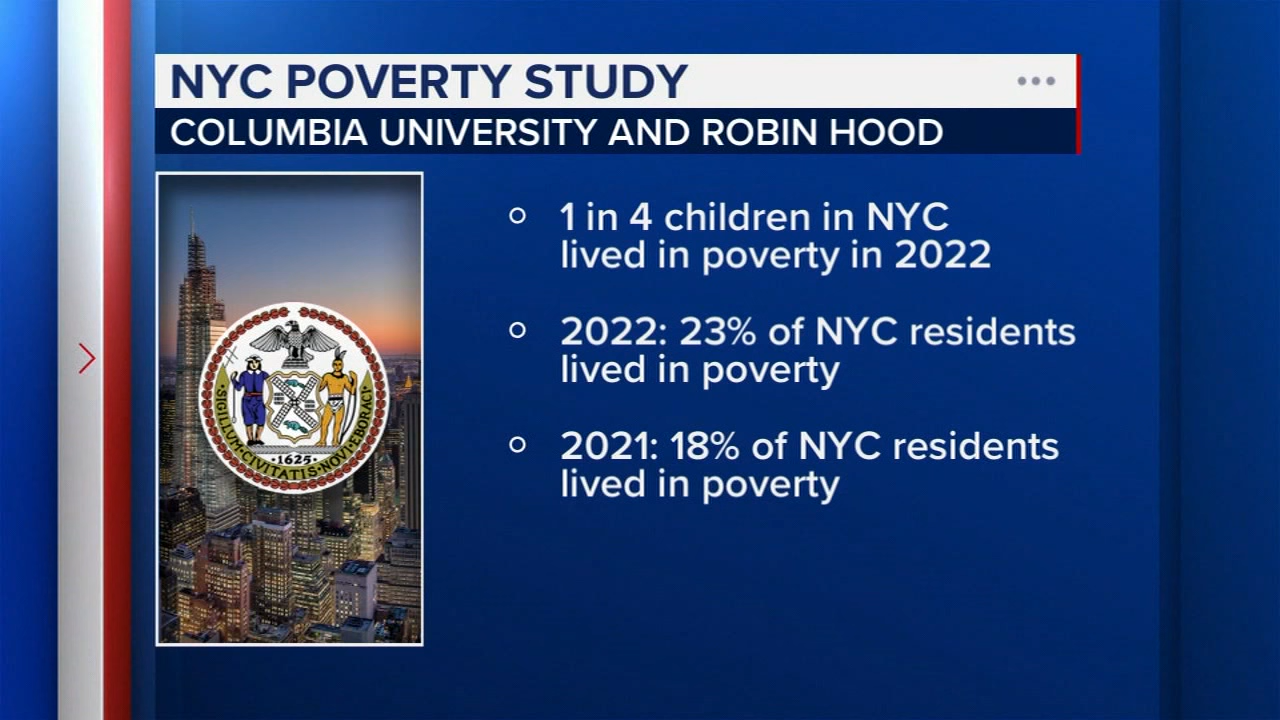 NYC POVERTY STUDY
COLUMBIA UNIVERSITY AND ROBIN HOOD
1 in 4 children in NYC
lived in poverty in 2022
2022: 23% of NYC residents
lived in poverty
2021: 18% of NYC residents
lived in poverty
SIGILLUM·CIVITATIS·NOVI·EBORACI
·1625·